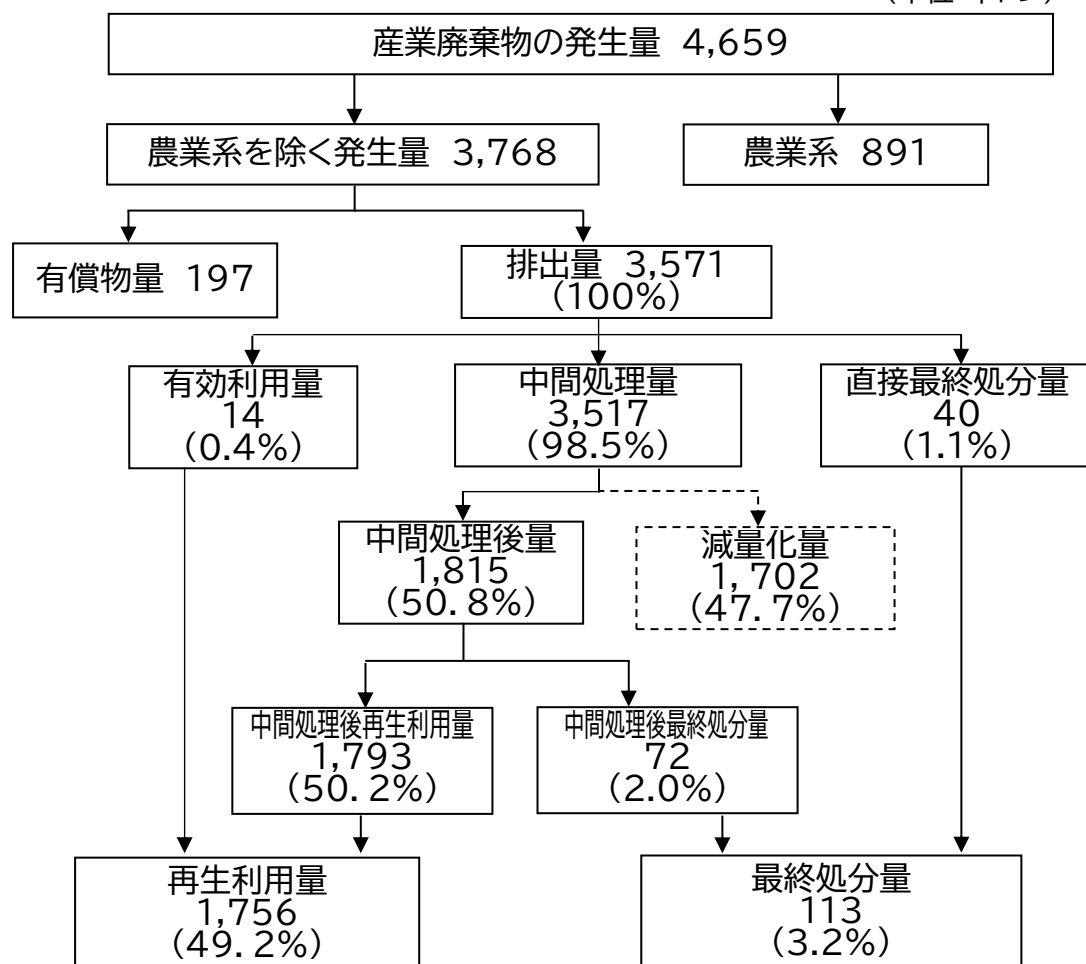 産業廃棄物の発生量 4,659
農業系を除く発生量 3,768
農業系 891
有償物量 197
排出量 3,571
(100%)
有効利用量
14
(0.4%)
中間処理量
3,517
(98.5%)
直接最終処分量
40
(1.1%)
中間処理後量
1,815
(50.8%)
減量化量
1,702
(47.7%)
中間処理後再生利用量
1,793
(50.2%)
中間処理後最終処分量
72
(2.0%)
再生利用量
1,756
(49.2%)
最終処分量
113
(3.2%)